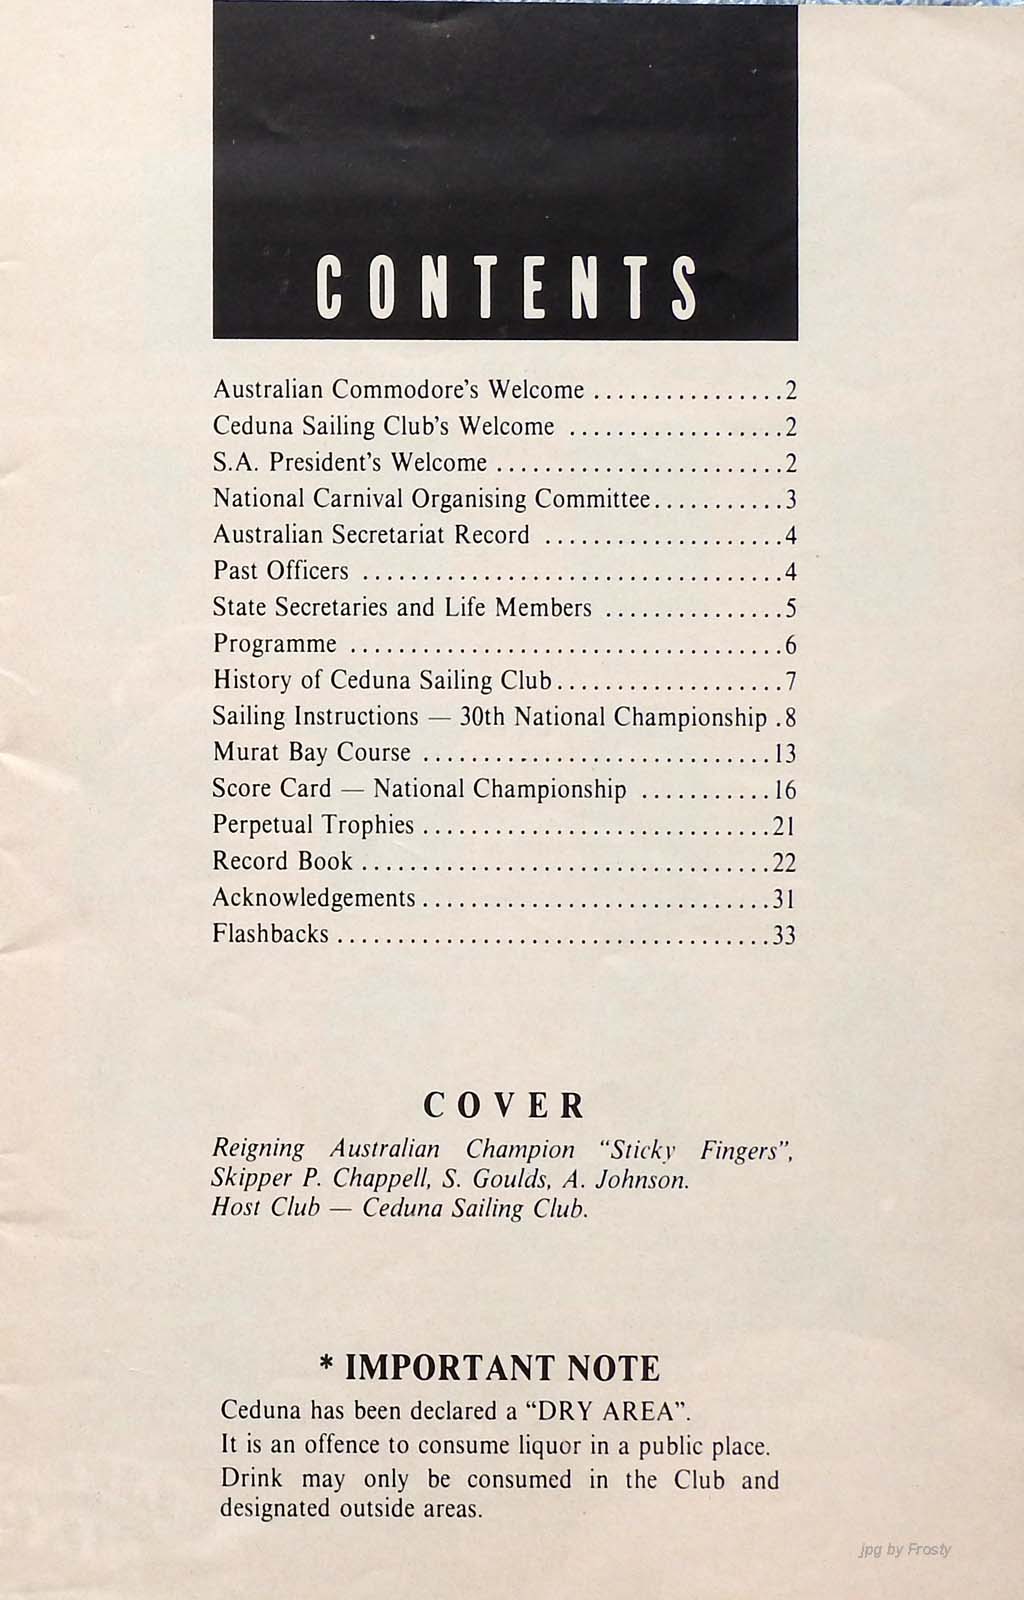 CONTENTS
Australian Commodore's Welcome ................2
Ceduna Sailing Club's Welcome ..................2
S.A. President's Welcome ........................2
National Carnival Organising Committee...........3
Australian Secretariat Record ....................4
Past Officers ...................................4
State Secretaries and Life Members ...............5
Programme ....................................6
History of Ceduna Sailing Club...................7
Sailing Instructions — 30th National Championship .8
Murat Bay Course .............................13
Score Card — National Championship ...........16
Perpetual Trophies .............................21
Record Book ..................................22
Acknowledgements .............................31
Flashbacks ....................................33
COVER
Reigning Australian Champion “Sticky Fingers”,
Skipper P. Chappell, S. Goulds, A. Johnson.
Host Club — Ceduna Sailing Club.
* IMPORTANT NOTE
Ceduna has been declared a “DRY AREA”.
It is an offence to consume liquor in a public place.
Drink may only be consumed in the Club and
designated outside areas.
jpg by Frosty